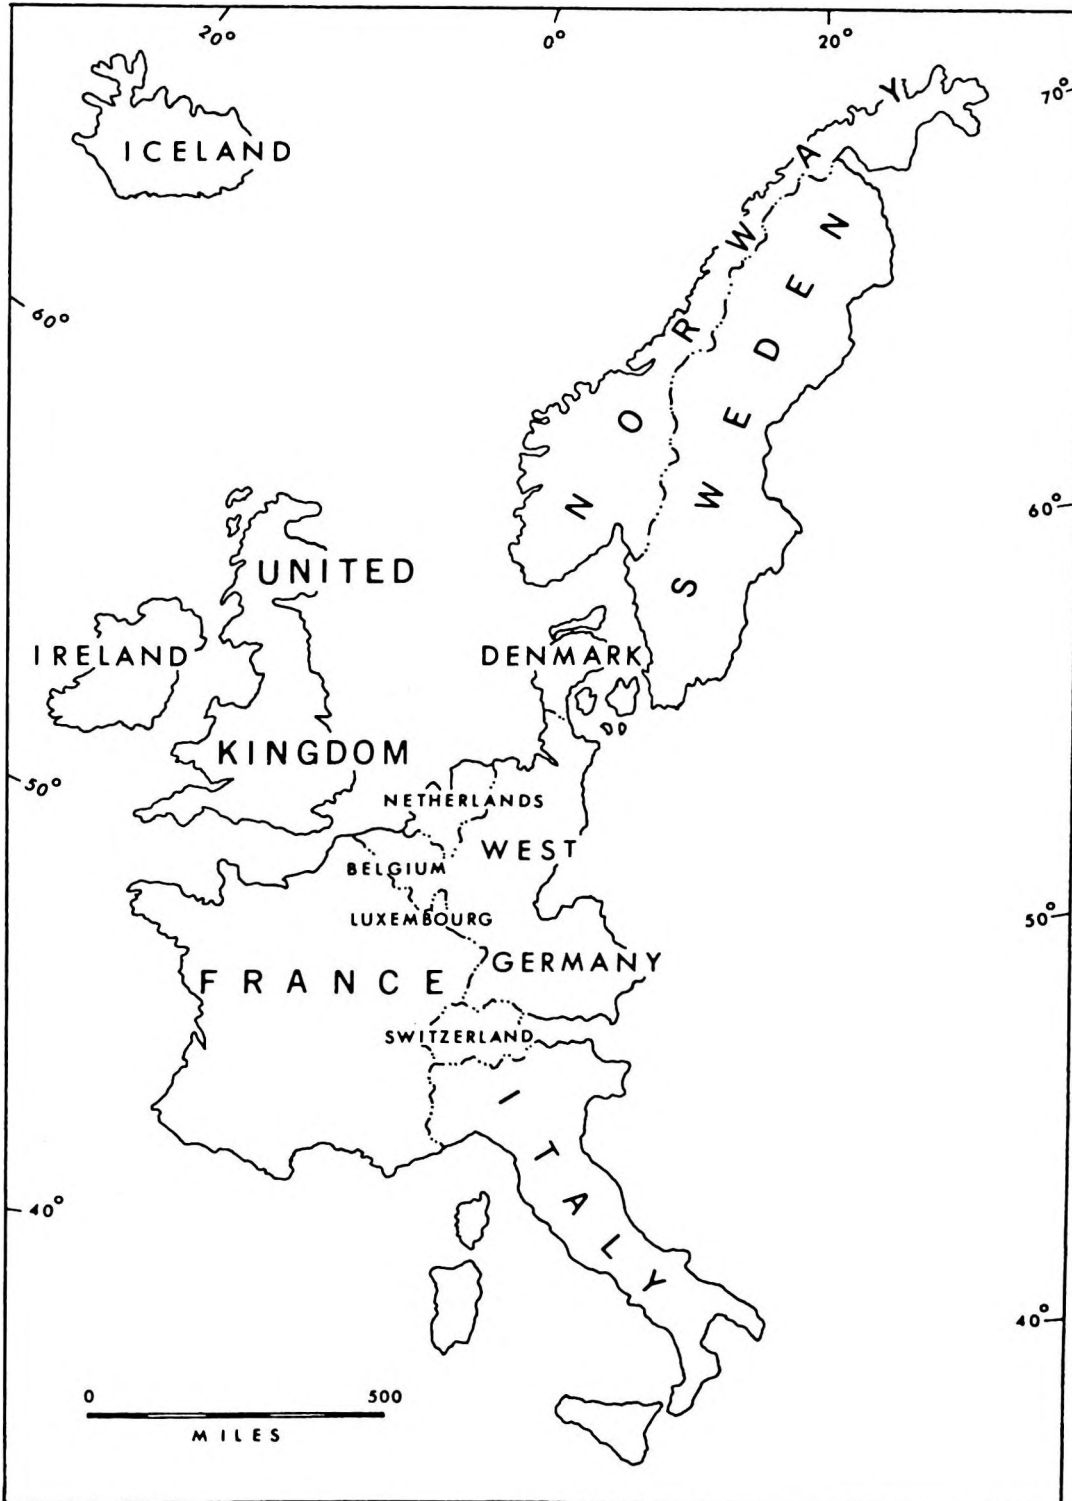 20° 0° 20°
70°
ICELAND
NORWAY
SWEDEN
60°
60°
UNITED
IRELAND
DENMARK
KINGDOM
50°
NETHERLANDS
WEST
BELGIUM
LUXEMBOURG
50°
GERMANY
FRANCE
SWITZERLAND
ITALY
40°
40°
0 500
MILES